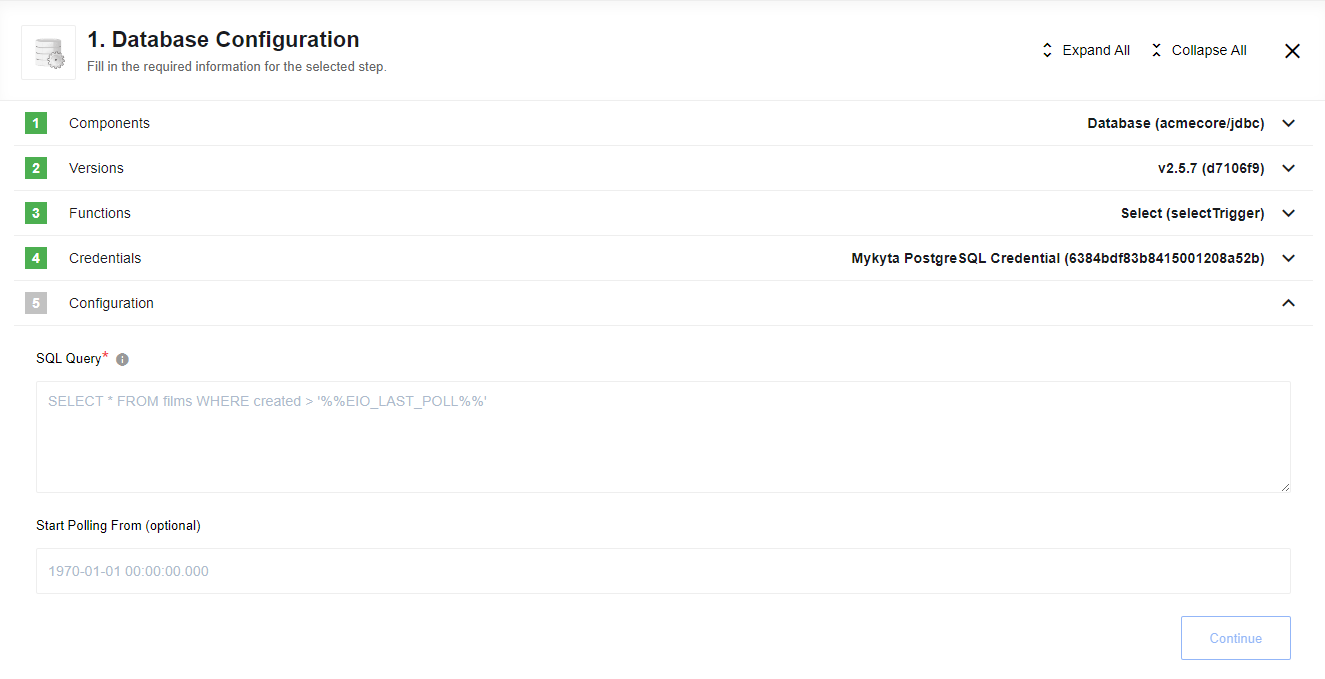 1. Database Configuration
Fill in the required information for the selected step.
Expand All
Collapse All
1 Components Database (acmecore/jdbc)
2 Versions v2.5.7 (d7106f9)
3 Functions Select (selectTrigger)
4 Credentials Mykyta PostgreSQL Credential (6384bdf83b8415001208a52b)
5 Configuration
SQL Query*
SELECT * FROM films WHERE created > '%%EIO_LAST_POLL%%'
Start Polling From (optional)
1970-01-01 00:00:00.000
Continue